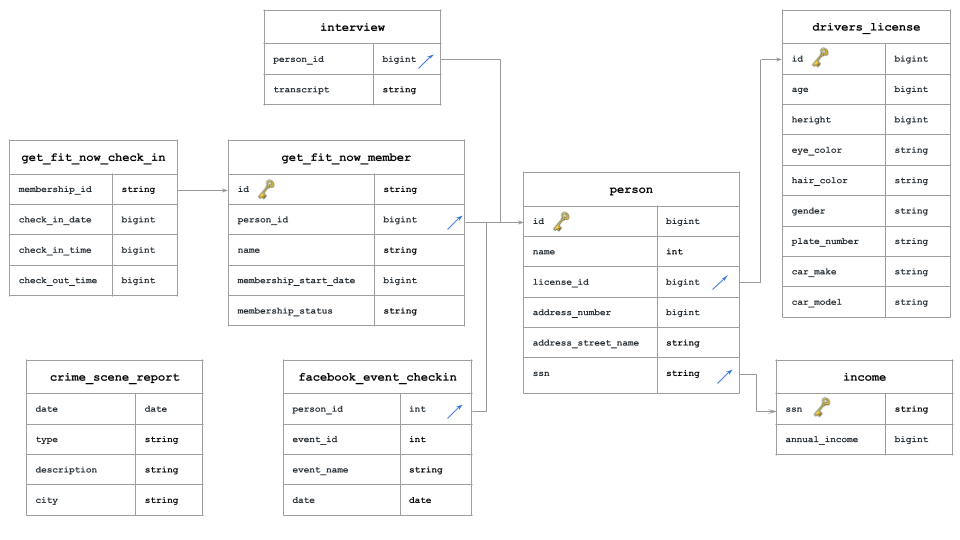 interview
person_id bigint
transcript string
drivers_license
id bigint
age bigint
heright bigint
eye_color string
hair_color string
gender string
plate_number string
car_make string
car_model string
get_fit_now_check_in
membership_id string
check_in_date bigint
check_in_time bigint
check_out_time bigint
get_fit_now_member
id string
person_id bigint
name string
membership_start_date bigint
membership_status string
person
id bigint
name int
license_id bigint
address_number bigint
address_street_name string
ssn string
crime_scene_report
date date
type string
description string
city string
facebook_event_checkin
person_id int
event_id int
event_name string
date date
income
ssn string
annual_income bigint